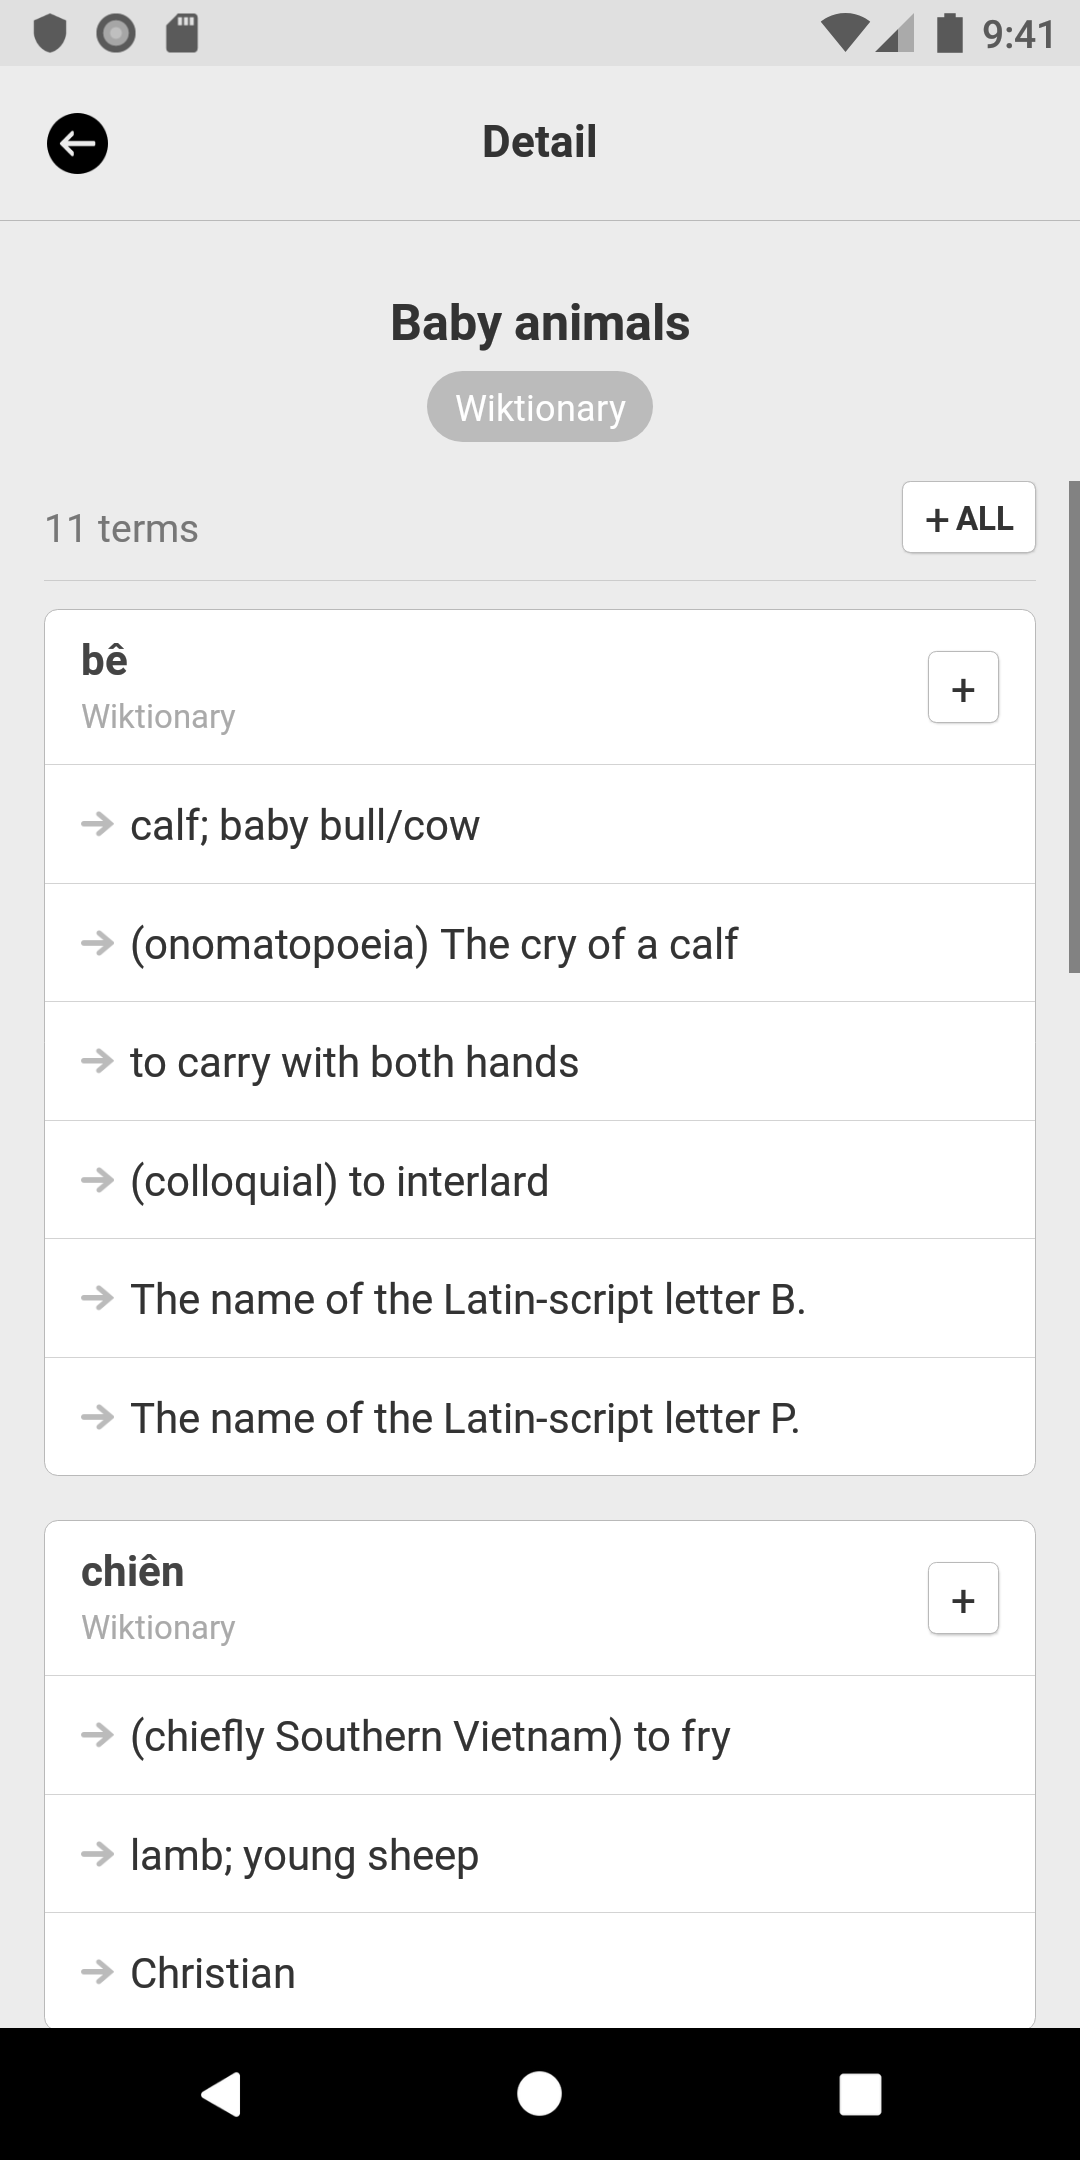 9:41
Detail
Baby animals
Wiktionary
11 terms
+ ALL
bê
+
Wiktionary
calf; baby bull/cow
(onomatopoeia) The cry of a calf
to carry with both hands
(colloquial) to interlard
The name of the Latin-script letter B.
The name of the Latin-script letter P.
chiên
+
Wiktionary
(chiefly Southern Vietnam) to fry
lamb; young sheep
Christian